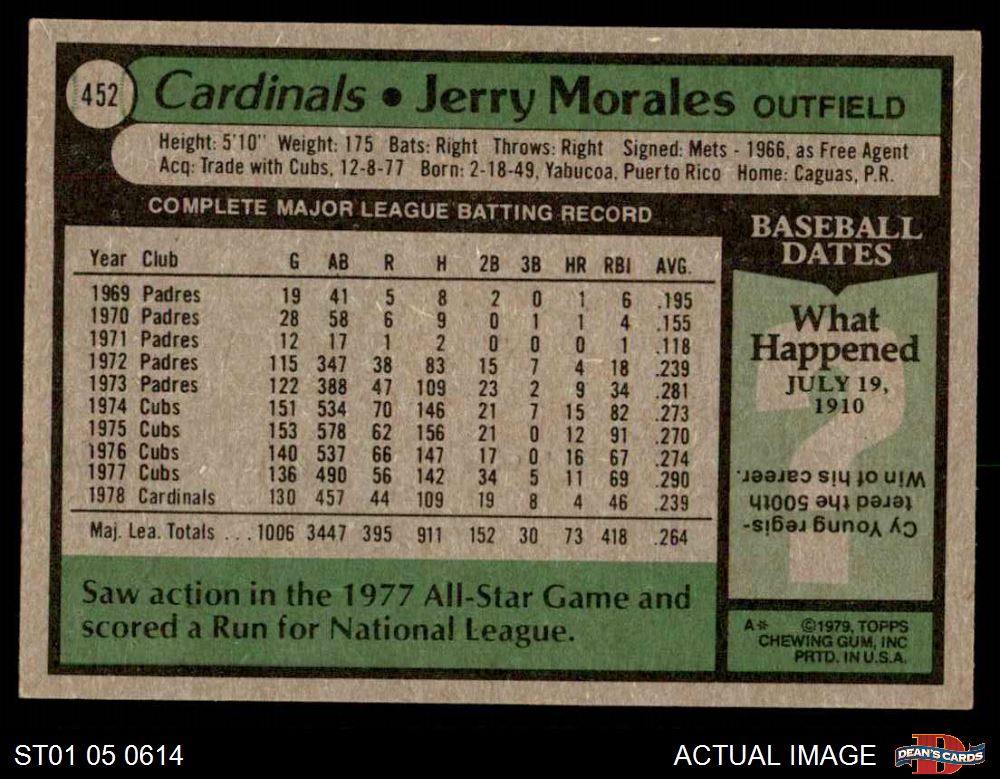 452 Cardinals • Jerry Morales OUTFIELD
Height: 5'10" Weight: 175 Bats: Right Throws: Right Signed: Mets - 1966, as Free Agent
Acq: Trade with Cubs, 12-8-77 Born: 2-18-49, Yabucoa, Puerto Rico Home: Caguas, P.R.
COMPLETE MAJOR LEAGUE BATTING RECORD
Year Club G AB R H 2B 3B HR RBI AVG.
1969 Padres 19 41 5 8 2 0 1 6 .195
1970 Padres 28 58 6 9 0 1 1 4 .155
1971 Padres 12 17 1 2 0 0 0 1 .118
1972 Padres 115 347 38 83 15 7 4 18 .239
1973 Padres 122 388 47 109 23 2 9 34 .281
1974 Cubs 151 534 70 146 21 7 15 82 .273
1975 Cubs 153 578 62 156 21 0 12 91 .270
1976 Cubs 140 537 66 147 17 0 16 67 .274
1977 Cubs 136 490 56 142 34 5 11 69 .290
1978 Cardinals 130 457 44 109 19 8 4 46 .239
Maj. Lea. Totals ... 1006 3447 395 911 152 30 73 418 .264
Saw action in the 1977 All-Star Game and
scored a Run for National League.
BASEBALL
DATES
What
Happened
JULY 19,
1910
?
Cy Young regis-
tered the 500th
Win of his career.
A* ©1979, TOPPS
CHEWING GUM, INC
PRTD. IN U.S.A.
ST01 05 0614
ACTUAL IMAGE
D
DEAN'S CARDS